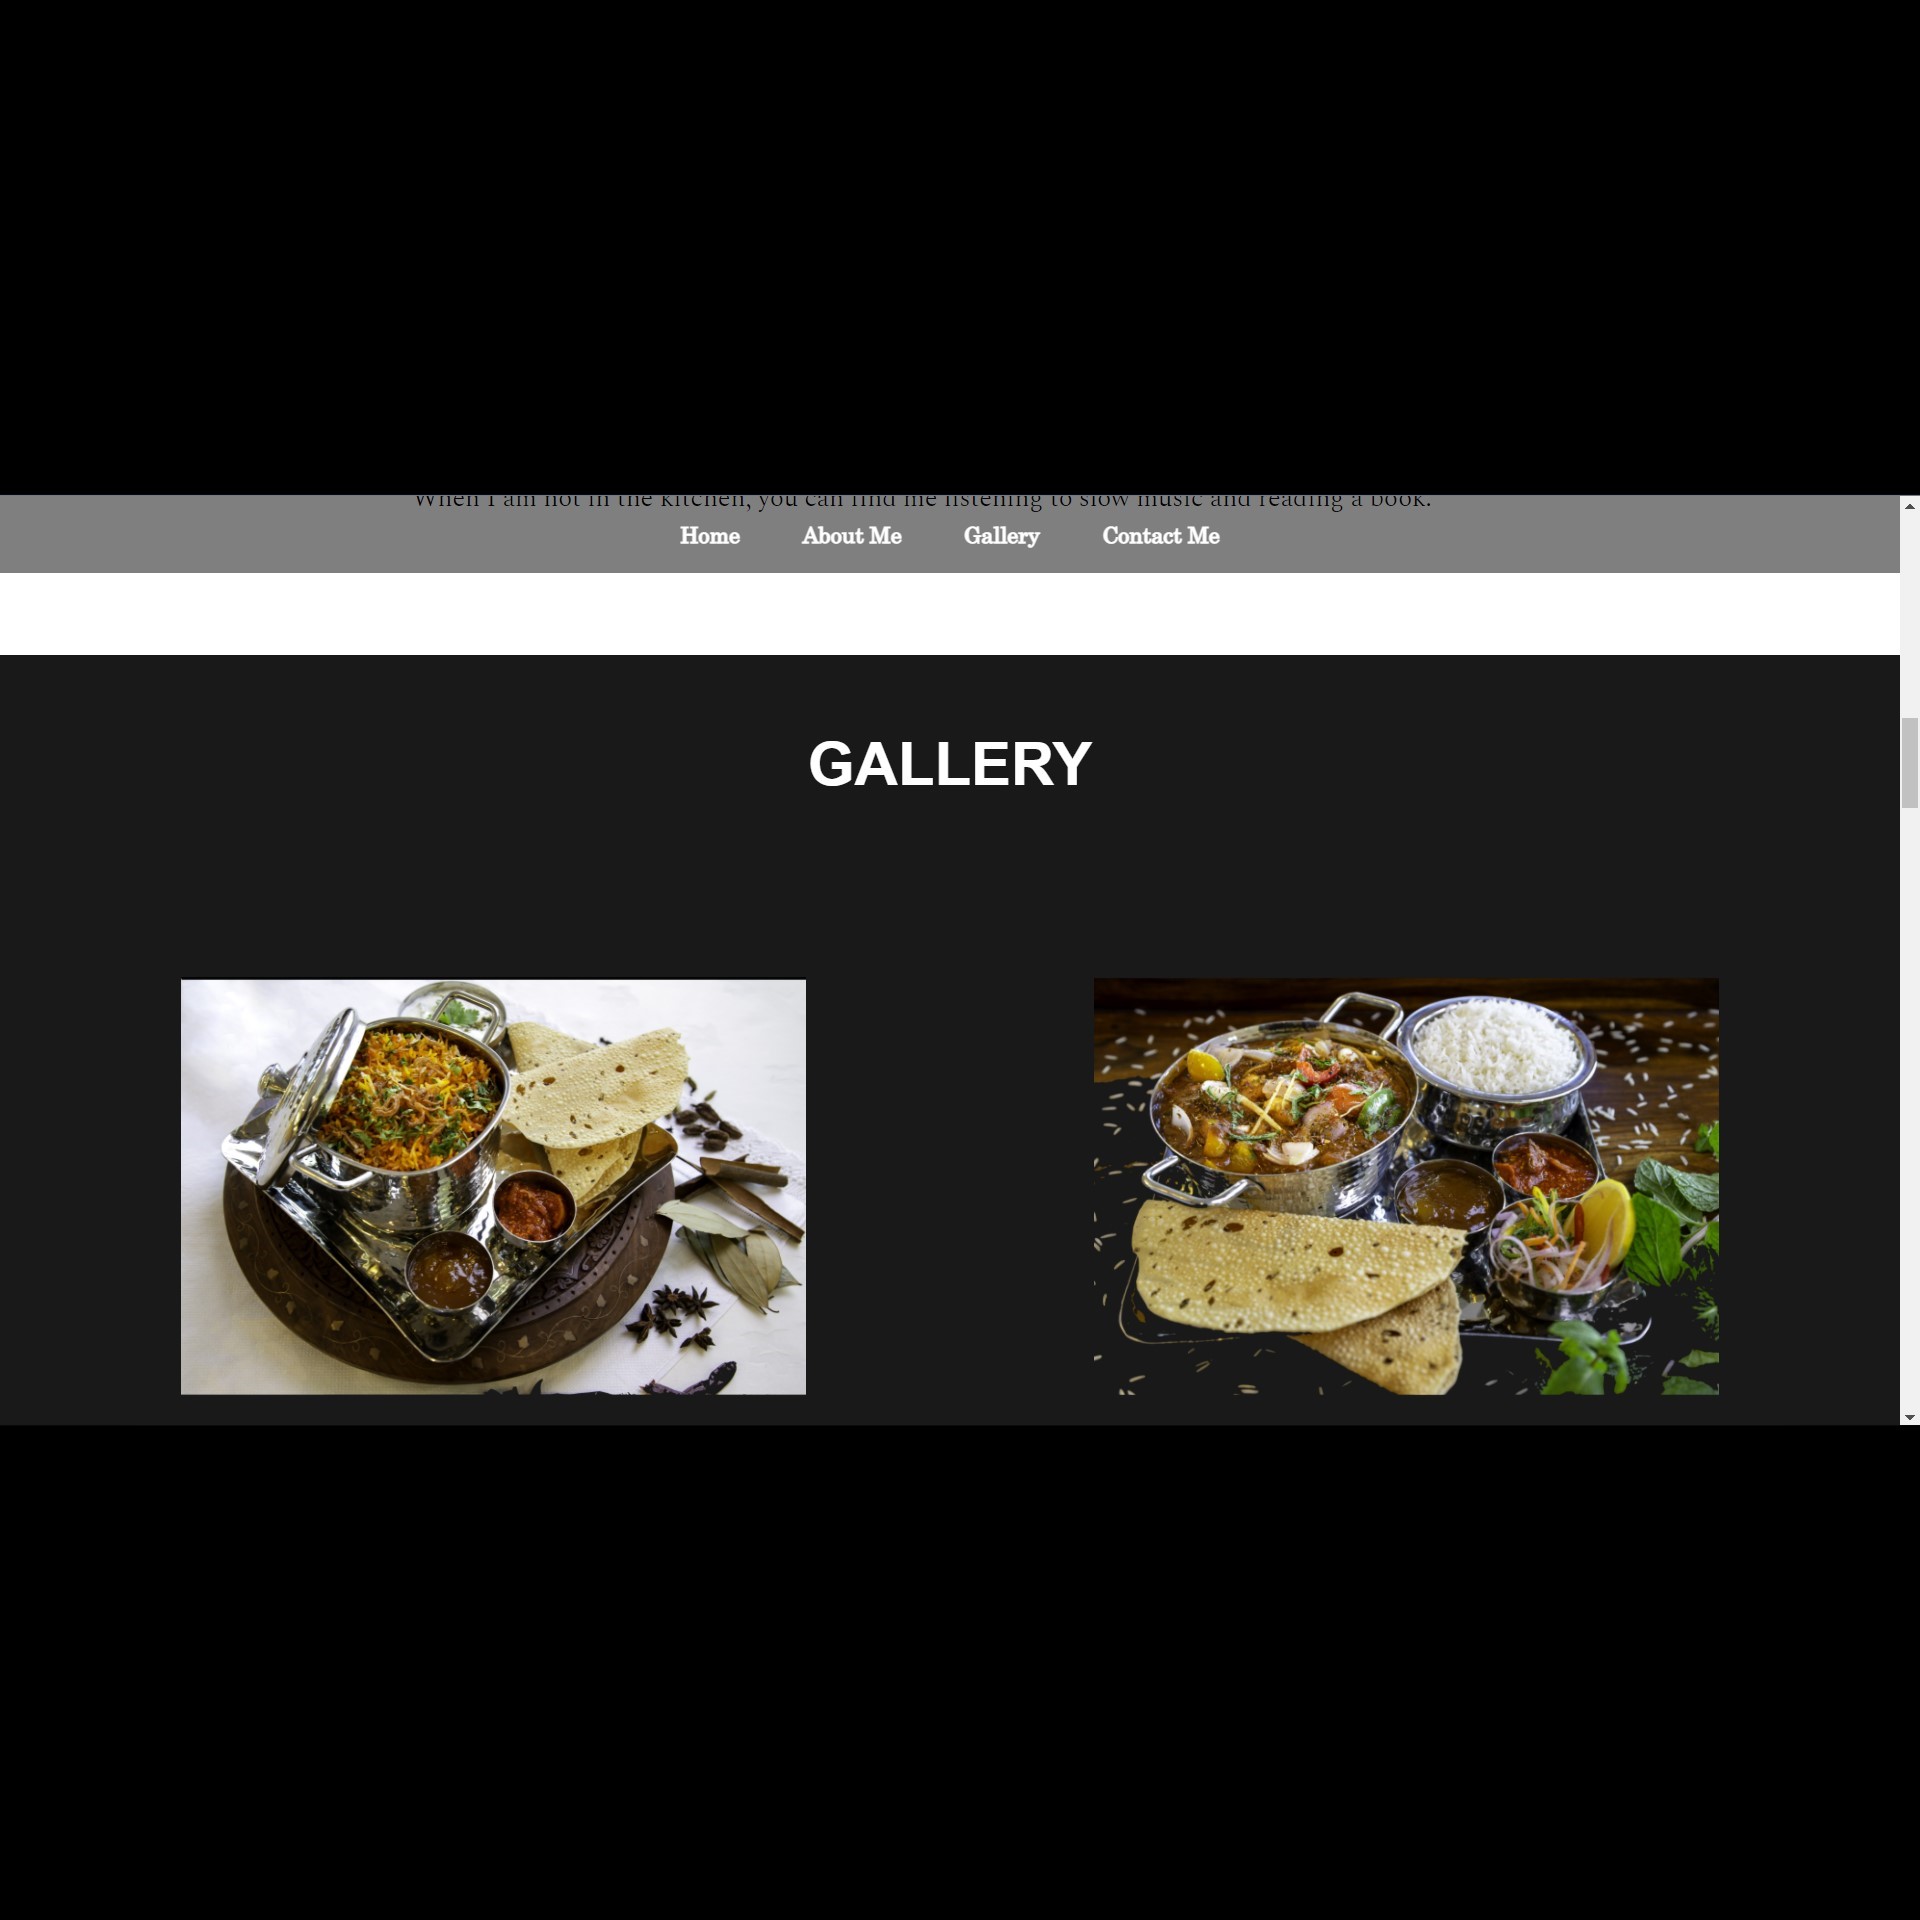 When I am not in the kitchen, you can find me listening to slow music and reading a book.
Home About Me Gallery Contact Me
GALLERY